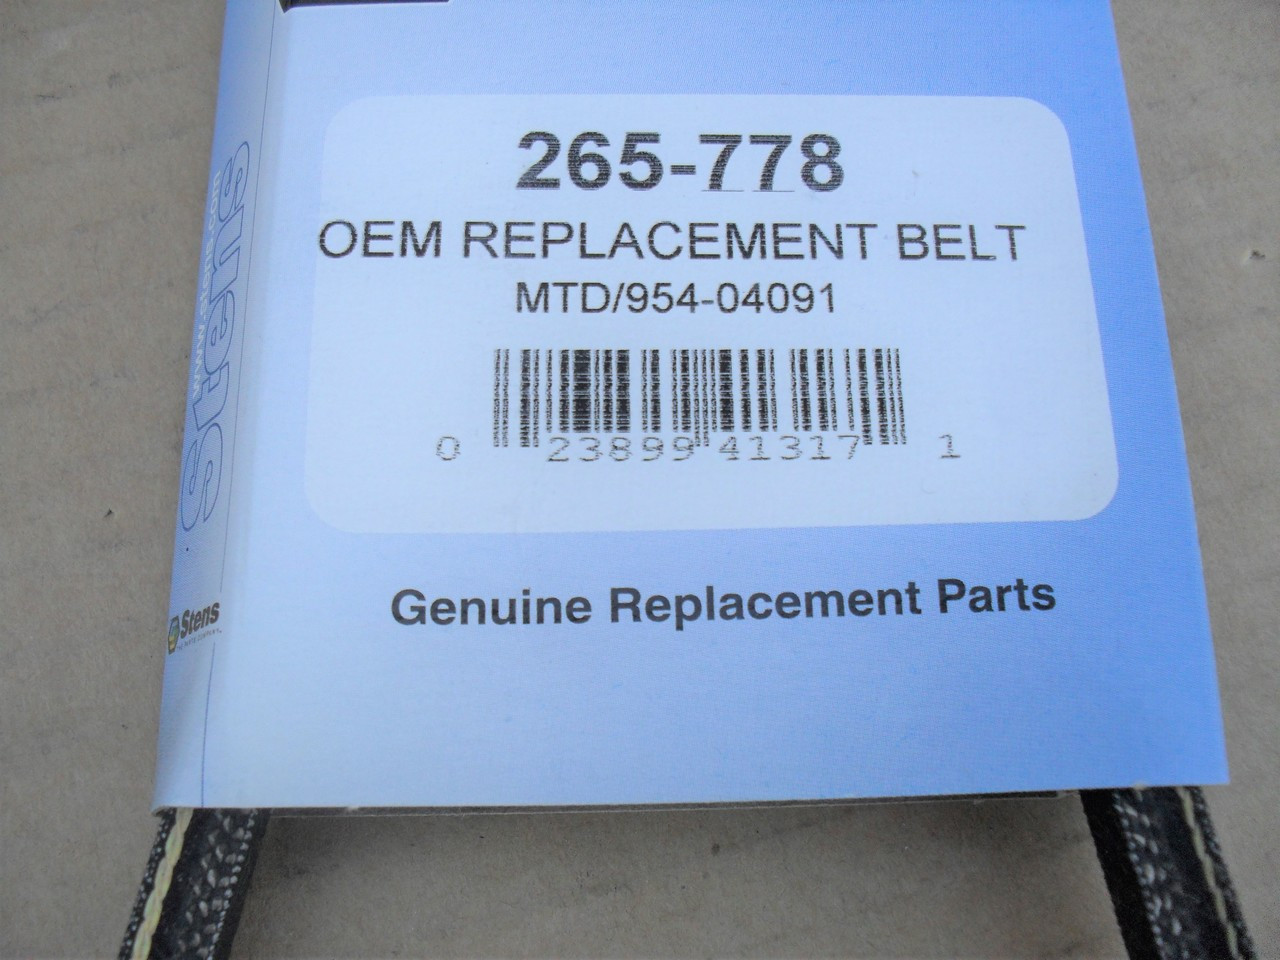 265-778
OEM REPLACEMENT BELT
MTD/954-04091
0 23899 41317 1
Genuine Replacement Parts
www.stens.com
Stens
Stens